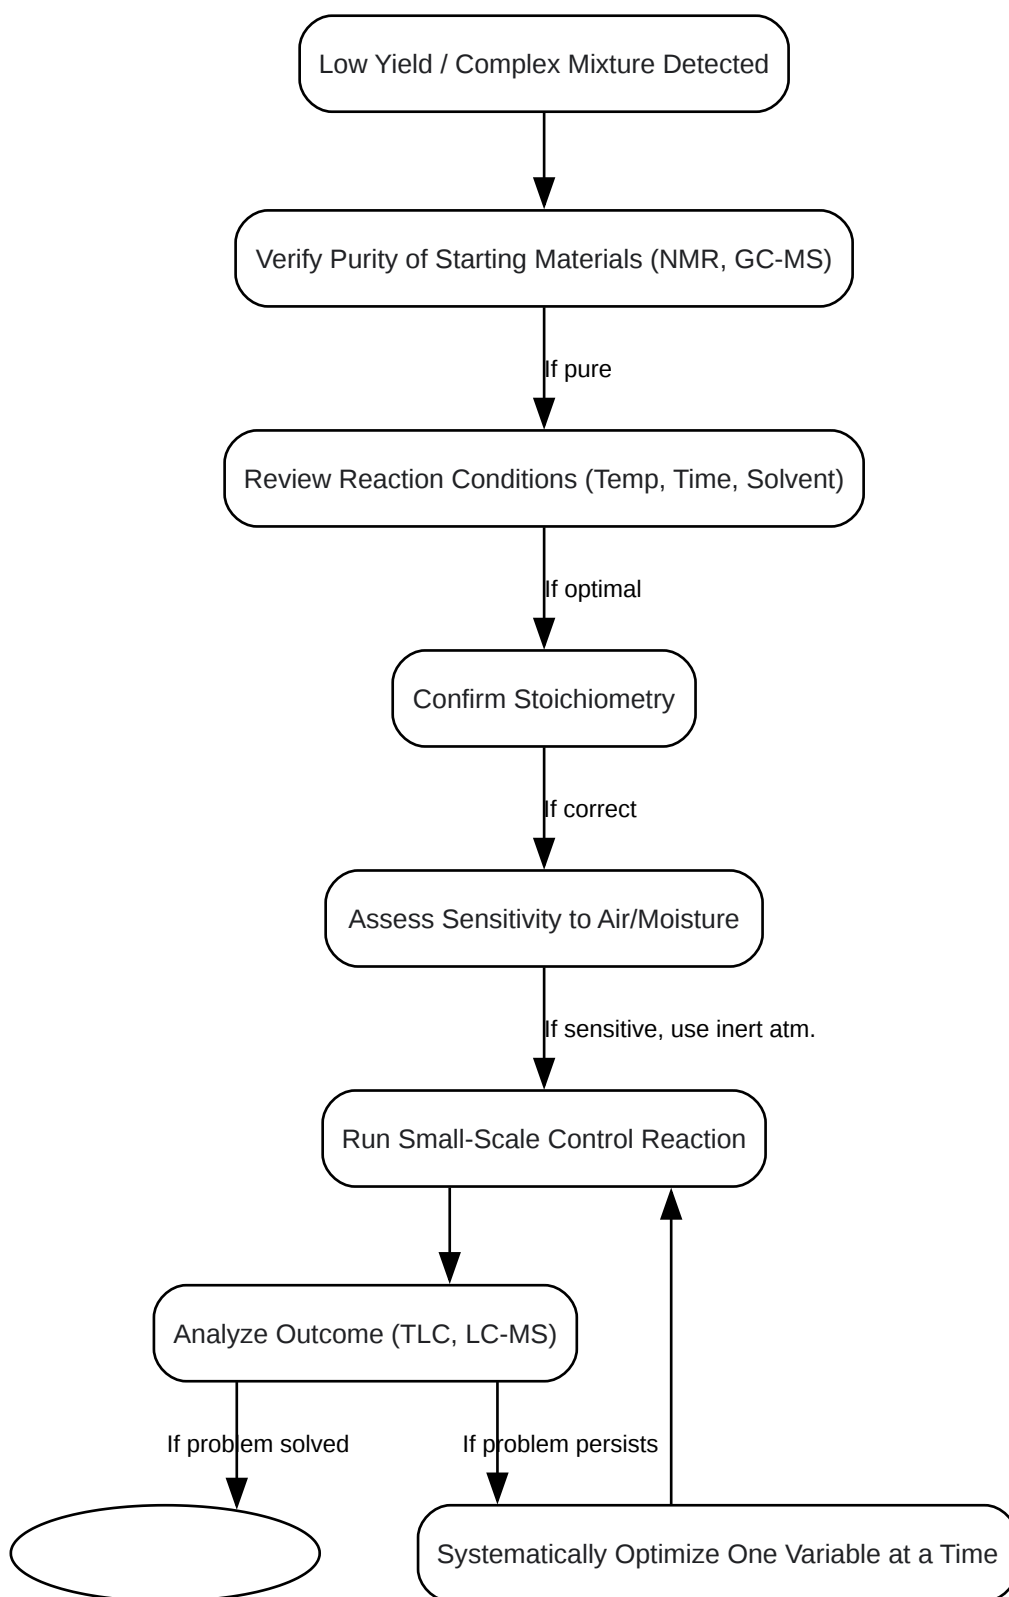 Low Yield / Complex Mixture Detected
Verify Purity of Starting Materials (NMR, GC-MS)
If pure
Review Reaction Conditions (Temp, Time, Solvent)
If optimal
Confirm Stoichiometry
If correct
Assess Sensitivity to Air/Moisture
If sensitive, use inert atm.
Run Small-Scale Control Reaction
Analyze Outcome (TLC, LC-MS)
If problem solved
If problem persists
Systematically Optimize One Variable at a Time